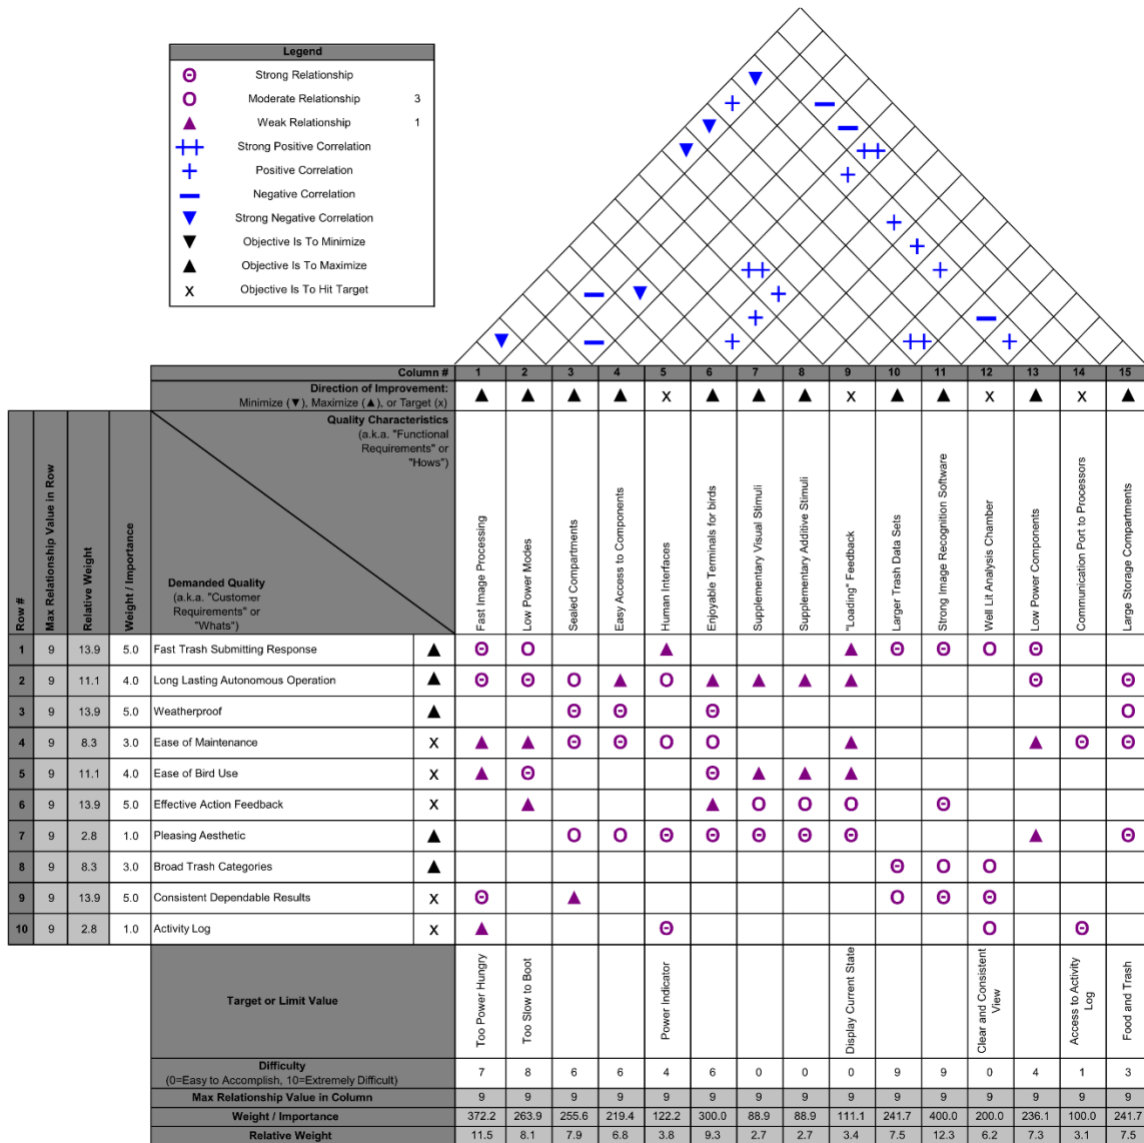 Legend
Θ Strong Relationship
Ο Moderate Relationship 3
▲ Weak Relationship 1
++ Strong Positive Correlation
+ Positive Correlation
− Negative Correlation
▼ Strong Negative Correlation
▼ Objective Is To Minimize
▲ Objective Is To Maximize
x Objective Is To Hit Target
Column # 1 2 3 4 5 6 7 8 9 10 11 12 13 14 15
Direction of Improvement:
Minimize (▼), Maximize (▲), or Target (x) ▲ ▲ ▲ ▲ x ▲ ▲ ▲ x ▲ ▲ x ▲ x ▲
Row #
Max Relationship Value in Row
Relative Weight
Weight / Importance
Quality Characteristics
(a.k.a. "Functional
Requirements" or
"Hows")
Demanded Quality
(a.k.a. "Customer
Requirements" or
"Whats")
Fast Image Processing
Low Power Modes
Sealed Compartments
Easy Access to Components
Human Interfaces
Enjoyable Terminals for birds
Supplementary Visual Stimuli
Supplementary Additive Stimuli
"Loading" Feedback
Larger Trash Data Sets
Strong Image Recognition Software
Well Lit Analysis Chamber
Low Power Components
Communication Port to Processors
Large Storage Compartments
1 9 13.9 5.0 Fast Trash Submitting Response ▲ Θ Ο ▲ ▲ Θ Θ Ο Θ
2 9 11.1 4.0 Long Lasting Autonomous Operation ▲ Θ Θ Ο ▲ Ο ▲ ▲ ▲ ▲ Θ Θ
3 9 13.9 5.0 Weatherproof ▲ Θ Θ Θ Ο
4 9 8.3 3.0 Ease of Maintenance x ▲ ▲ Θ Θ Ο Ο ▲ ▲ Θ Θ
5 9 11.1 4.0 Ease of Bird Use x ▲ Θ Θ ▲ ▲ ▲
6 9 13.9 5.0 Effective Action Feedback x ▲ ▲ Ο Ο Ο Θ
7 9 2.8 1.0 Pleasing Aesthetic ▲ Ο Ο Θ Θ Θ Θ Θ ▲ Θ
8 9 8.3 3.0 Broad Trash Categories ▲ Θ Ο Ο
9 9 13.9 5.0 Consistent Dependable Results x Θ ▲ Ο Θ Θ
10 9 2.8 1.0 Activity Log x ▲ Θ Ο Θ
Target or Limit Value
Too Power Hungry
Too Slow to Boot
Power Indicator
Display Current State
Clear and Consistent
View
Access to Activity
Log
Food and Trash
Difficulty
(0=Easy to Accomplish, 10=Extremely Difficult) 7 8 6 6 4 6 0 0 0 9 9 0 4 1 3
Max Relationship Value in Column 9 9 9 9 9 9 9 9 9 9 9 9 9 9 9
Weight / Importance 372.2 263.9 255.6 219.4 122.2 300.0 88.9 88.9 111.1 241.7 400.0 200.0 236.1 100.0 241.7
Relative Weight 11.5 8.1 7.9 6.8 3.8 9.3 2.7 2.7 3.4 7.5 12.3 6.2 7.3 3.1 7.5